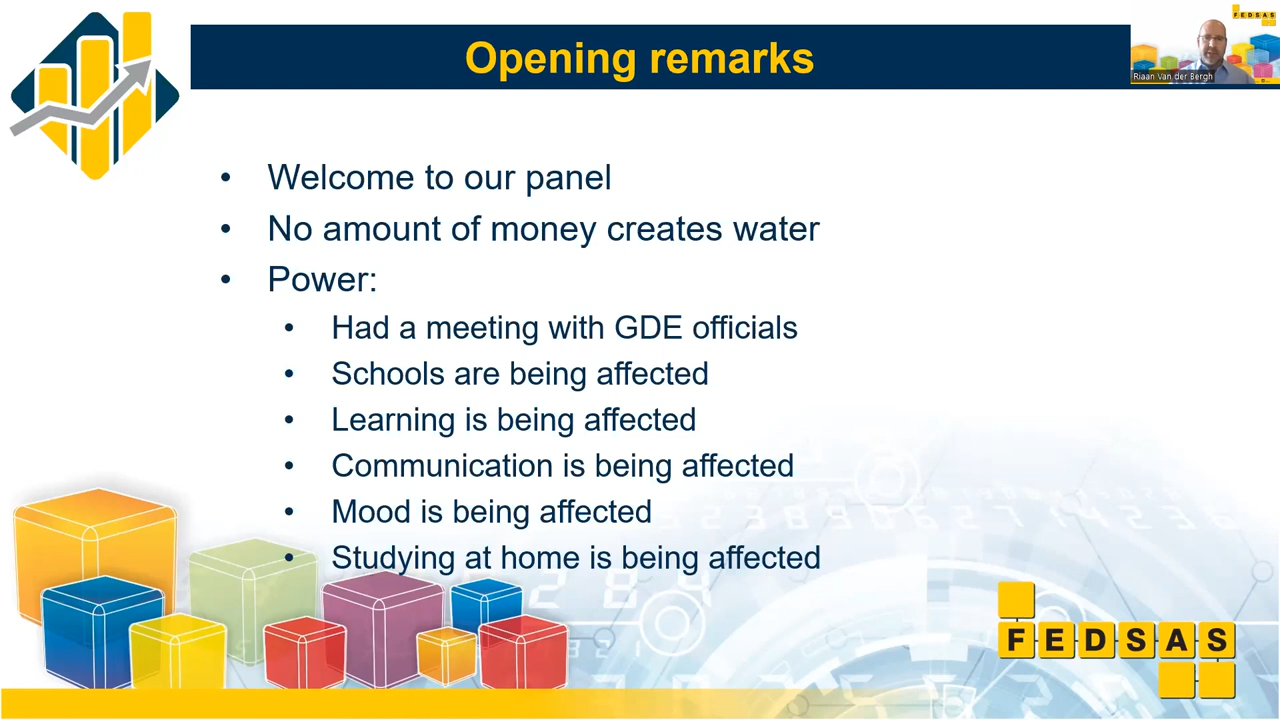 Opening remarks
FEDSAS
Riaan Van der Bergh
• Welcome to our panel
• No amount of money creates water
• Power:
• Had a meeting with GDE officials
• Schools are being affected
• Learning is being affected
• Communication is being affected
• Mood is being affected
• Studying at home is being affected
FEDSAS